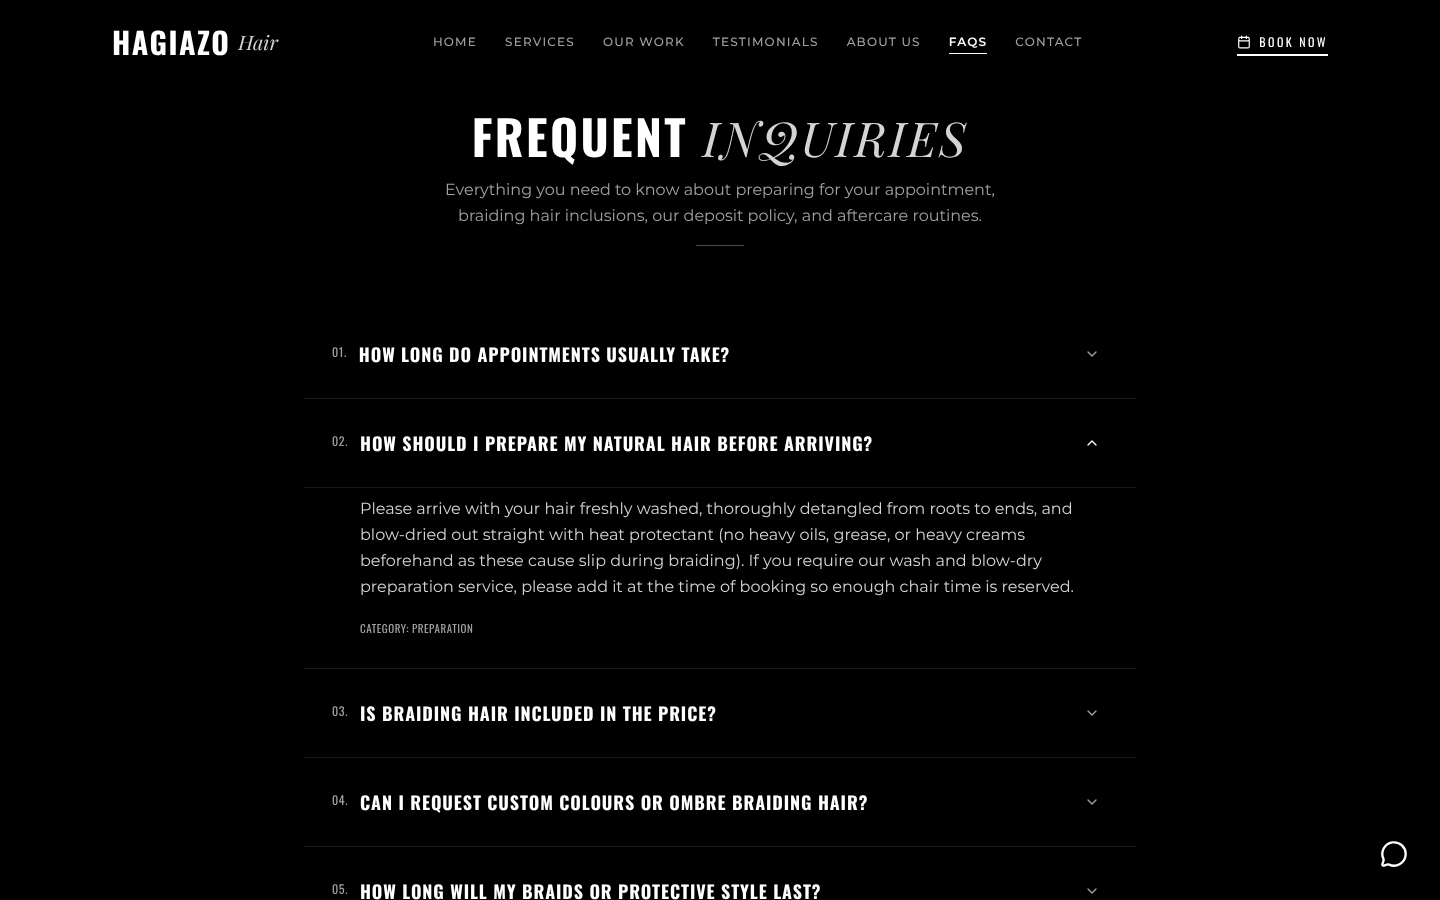 HAGIAZO Hair
HOME SERVICES OUR WORK TESTIMONIALS ABOUT US FAQS CONTACT
BOOK NOW
FREQUENT INQUIRIES
Everything you need to know about preparing for your appointment,
braiding hair inclusions, our deposit policy, and aftercare routines.
01. HOW LONG DO APPOINTMENTS USUALLY TAKE?
02. HOW SHOULD I PREPARE MY NATURAL HAIR BEFORE ARRIVING?
Please arrive with your hair freshly washed, thoroughly detangled from roots to ends, and
blow-dried out straight with heat protectant (no heavy oils, grease, or heavy creams
beforehand as these cause slip during braiding). If you require our wash and blow-dry
preparation service, please add it at the time of booking so enough chair time is reserved.
CATEGORY: PREPARATION
03. IS BRAIDING HAIR INCLUDED IN THE PRICE?
04. CAN I REQUEST CUSTOM COLOURS OR OMBRE BRAIDING HAIR?
05. HOW LONG WILL MY BRAIDS OR PROTECTIVE STYLE LAST?